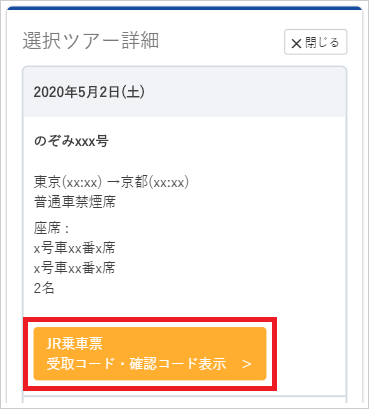 選択ツアー詳細
×閉じる
2020年5月2日(土)
のぞみxxx号
東京(xx:xx) →京都(xx:xx)
普通車禁煙席
座席 :
x号車xx番x席
x号車xx番x席
2名
JR乗車票
受取コード・確認コード表示 >